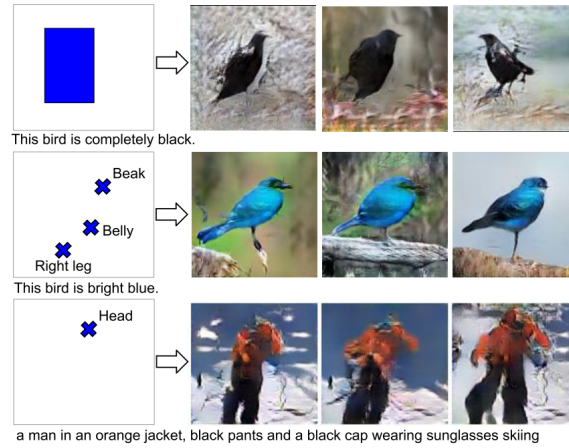 This bird is completely black.
Beak
Belly
Right leg
This bird is bright blue.
Head
a man in an orange jacket, black pants and a black cap wearing sunglasses skiing